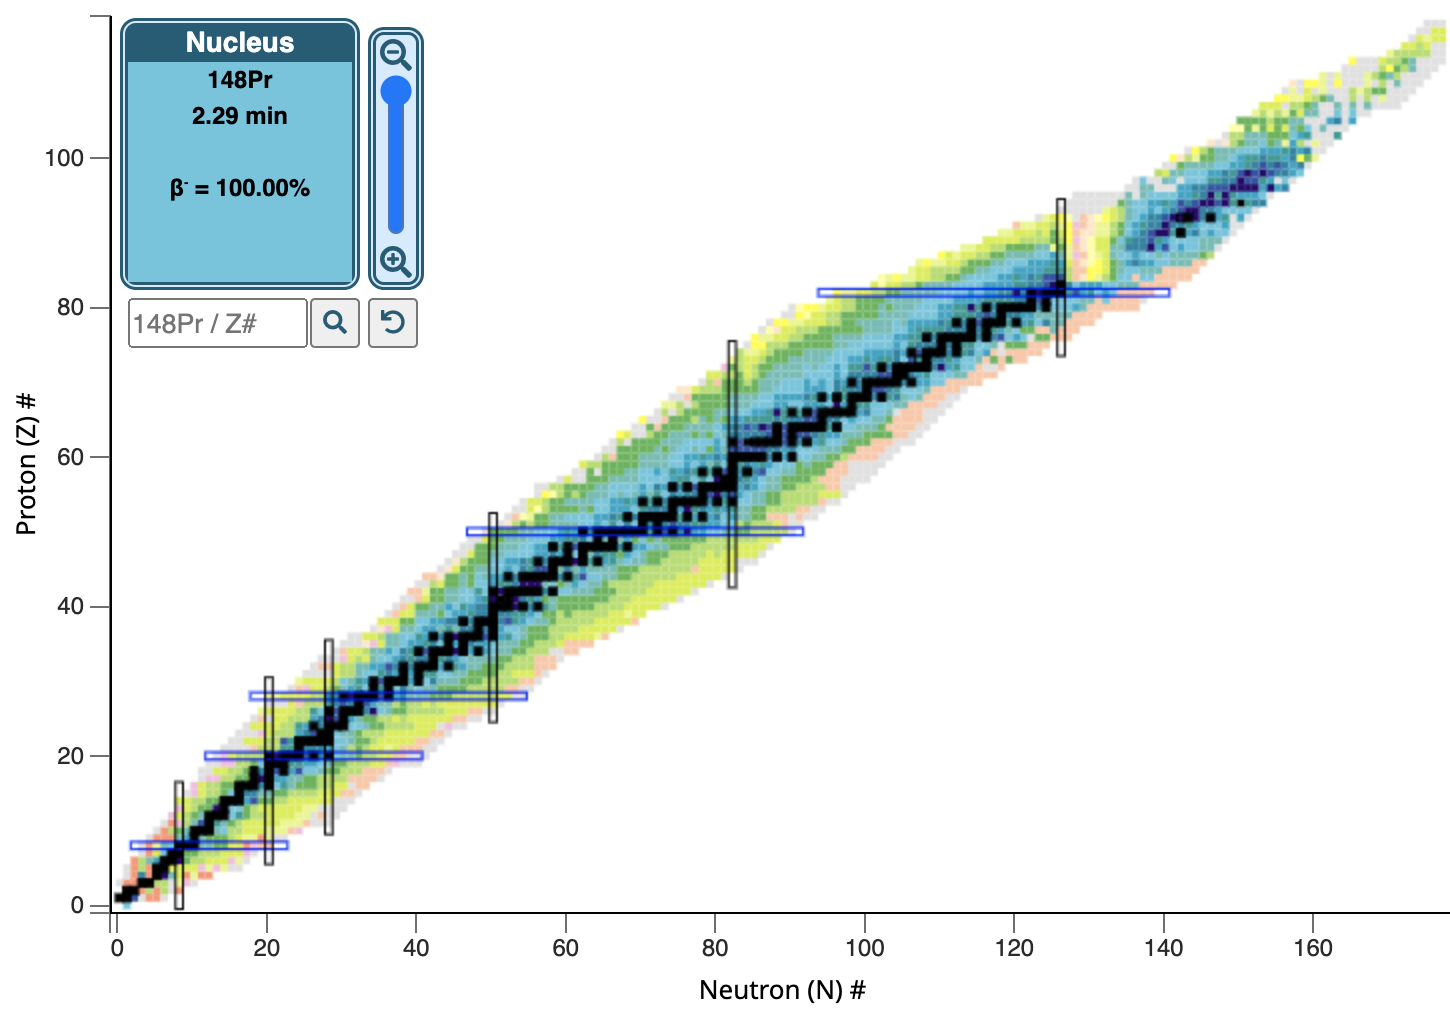 Nucleus
148Pr
2.29 min
β- = 100.00%
148Pr / Z#
Proton (Z) #
100
80
60
40
20
0
0 20 40 60 80 100 120 140 160
Neutron (N) #